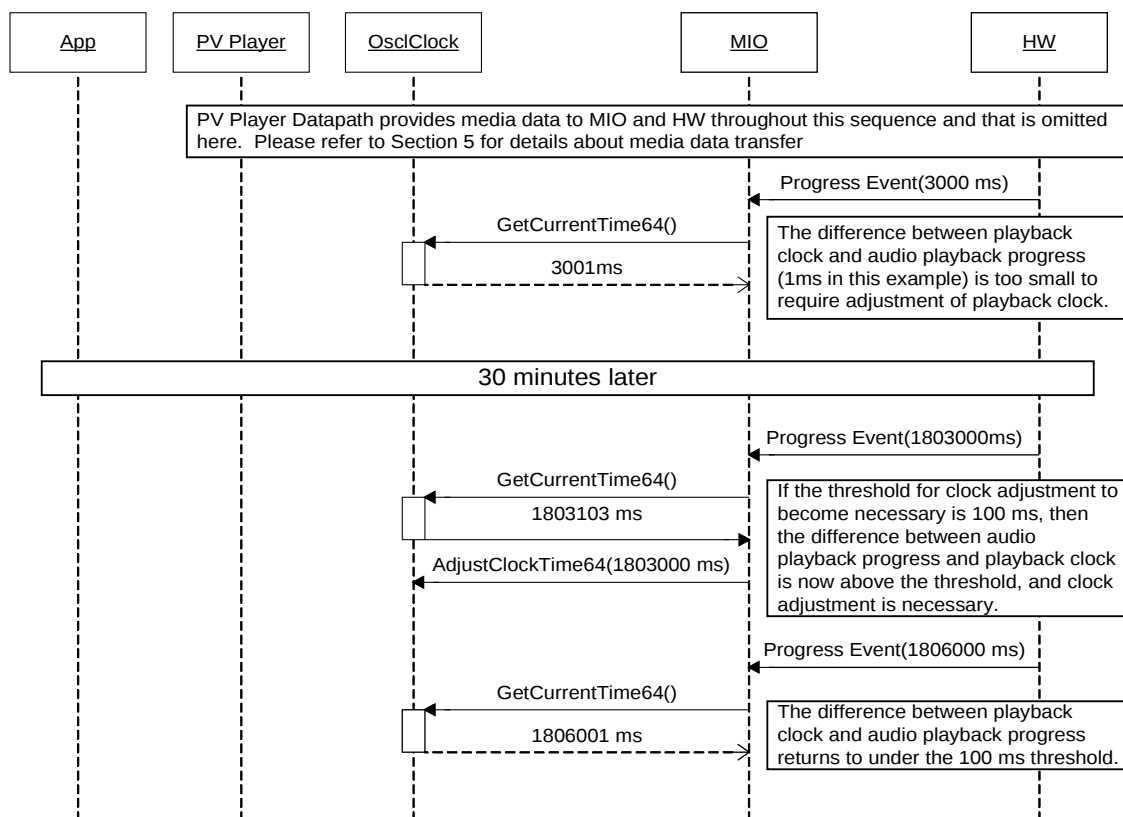 App
PV Player
OsclClock
MIO
HW
PV Player Datapath provides media data to MIO and HW throughout this sequence and that is omitted
here.  Please refer to Section 5 for details about media data transfer
Progress Event(3000 ms)
GetCurrentTime64()
3001ms
The difference between playback
clock and audio playback progress
(1ms in this example) is too small to
require adjustment of playback clock.
30 minutes later
Progress Event(1803000ms)
GetCurrentTime64()
1803103 ms
AdjustClockTime64(1803000 ms)
If the threshold for clock adjustment to
become necessary is 100 ms, then
the difference between audio
playback progress and playback clock
is now above the threshold, and clock
adjustment is necessary.
Progress Event(1806000 ms)
GetCurrentTime64()
1806001 ms
The difference between playback
clock and audio playback progress
returns to under the 100 ms threshold.